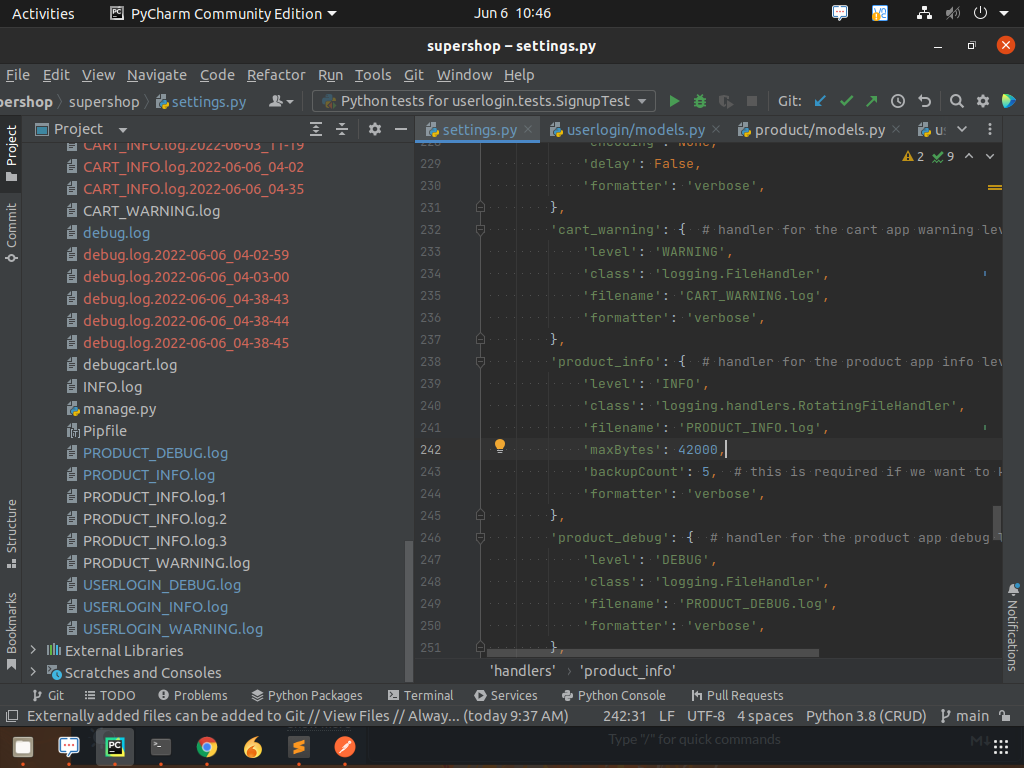 Activities PyCharm Community Edition Jun 6 10:46
supershop – settings.py
File Edit View Navigate Code Refactor Run Tools Git Window Help
pershop supershop settings.py Python tests for userlogin.tests.SignupTest Git:
Project
settings.py userlogin/models.py product/models.py
CART_INFO.log.2022-06-03_11-19
CART_INFO.log.2022-06-06_04-02
CART_INFO.log.2022-06-06_04-35
CART_WARNING.log
debug.log
debug.log.2022-06-06_04-02-59
debug.log.2022-06-06_04-03-00
debug.log.2022-06-06_04-38-43
debug.log.2022-06-06_04-38-44
debug.log.2022-06-06_04-38-45
debugcart.log
INFO.log
manage.py
Pipfile
PRODUCT_DEBUG.log
PRODUCT_INFO.log
PRODUCT_INFO.log.1
PRODUCT_INFO.log.2
PRODUCT_INFO.log.3
PRODUCT_WARNING.log
USERLOGIN_DEBUG.log
USERLOGIN_INFO.log
USERLOGIN_WARNING.log
External Libraries
Scratches and Consoles
Project
Commit
Structure
Bookmarks
228 'encoding': None,
229 'delay': False,
230 'formatter': 'verbose',
231 },
232 'cart_warning': { # handler for the cart app warning lev
233 'level': 'WARNING',
234 'class': 'logging.FileHandler',
235 'filename': 'CART_WARNING.log',
236 'formatter': 'verbose',
237 },
238 'product_info': { # handler for the product app info lev
239 'level': 'INFO',
240 'class': 'logging.handlers.RotatingFileHandler',
241 'filename': 'PRODUCT_INFO.log',
242 'maxBytes': 42000,
243 'backupCount': 5, # this is required if we want to k
244 'formatter': 'verbose',
245 },
246 'product_debug': { # handler for the product app debug
247 'level': 'DEBUG',
248 'class': 'logging.FileHandler',
249 'filename': 'PRODUCT_DEBUG.log',
250 'formatter': 'verbose',
251 },
2 9
Notifications
'handlers' 'product_info'
Git TODO Problems Python Packages Terminal Services Python Console Pull Requests
Externally added files can be added to Git // View Files // Alway... (today 9:37 AM) 242:31 LF UTF-8 4 spaces Python 3.8 (CRUD) main
Type "/" for quick commands